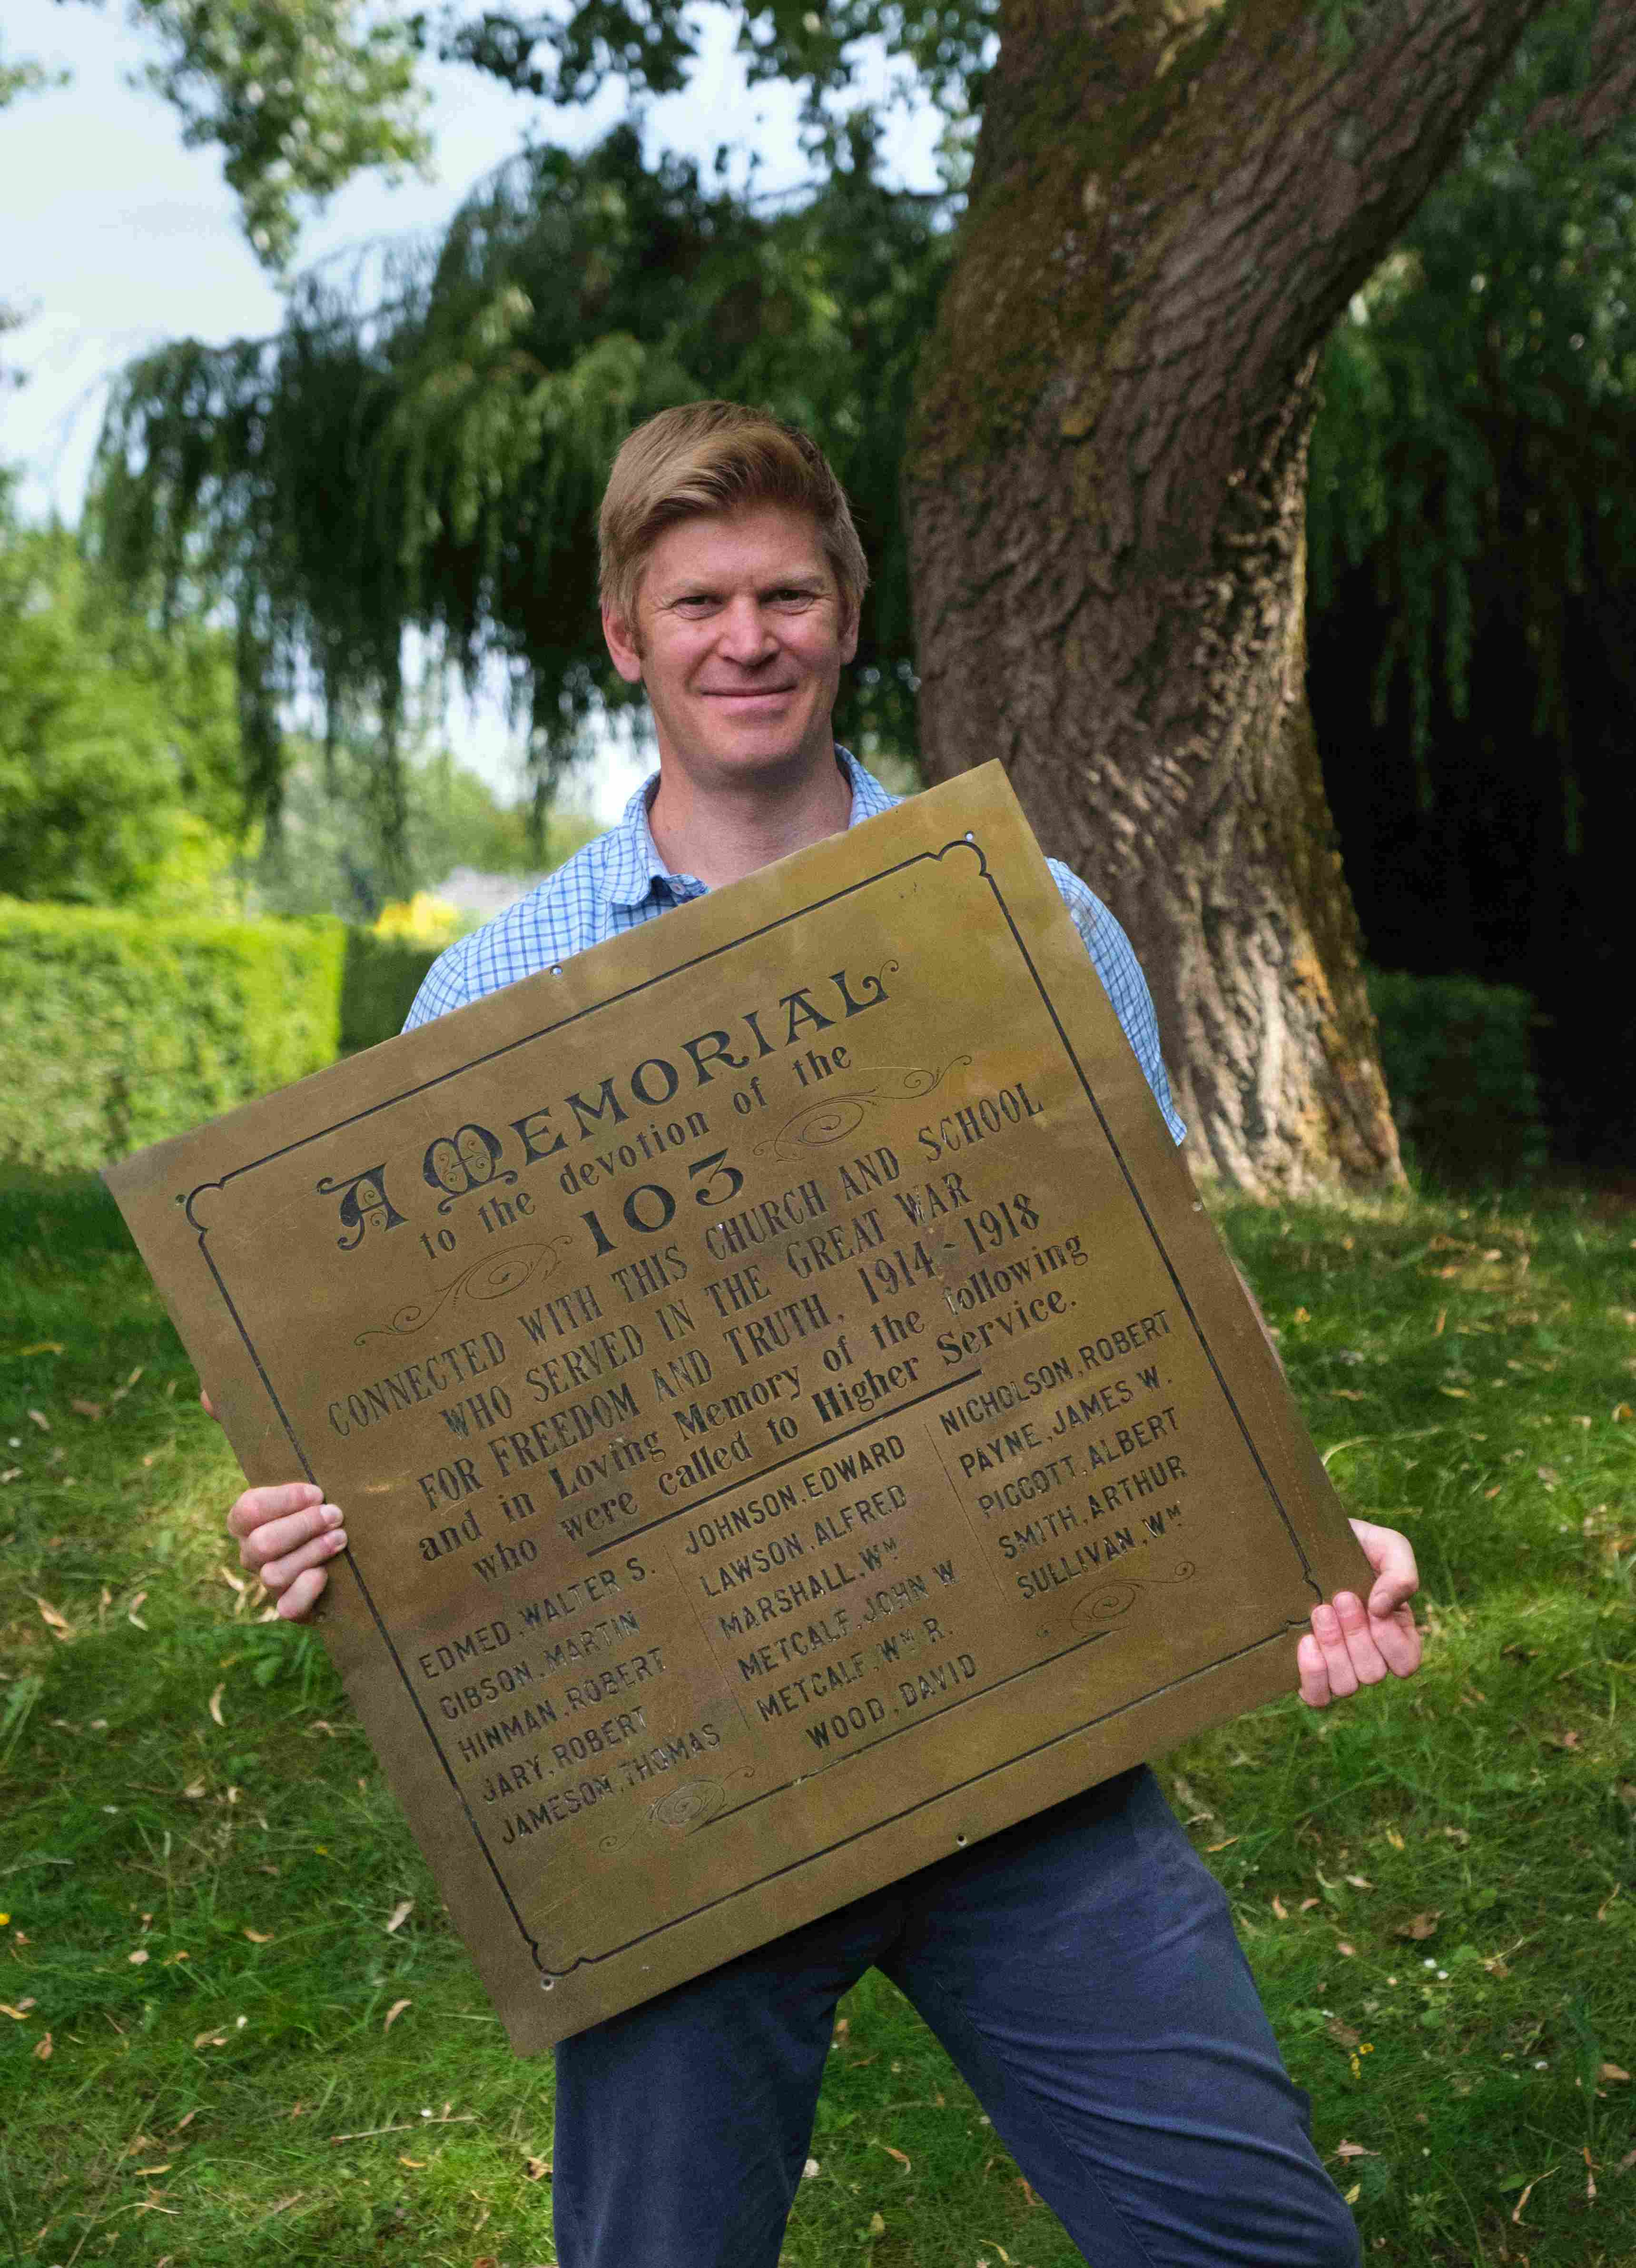 A MEMORIAL
to the devotion of the
103
CONNECTED WITH THIS CHURCH AND SCHOOL
WHO SERVED IN THE GREAT WAR
FOR FREEDOM AND TRUTH, 1914-1918
and in Loving Memory of the following
who were called to Higher Service.
EDMED, WALTER S.
GIBSON, MARTIN
HINMAN, ROBERT
JARY, ROBERT
JAMESON, THOMAS
JOHNSON, EDWARD
LAWSON, ALFRED
MARSHALL, Wᴹ
METCALF, JOHN W
METCALF, Wᴹ R.
WOOD, DAVID
NICHOLSON, ROBERT
PAYNE, JAMES W.
PIGGOTT, ALBERT
SMITH, ARTHUR
SULLIVAN, Wᴹ